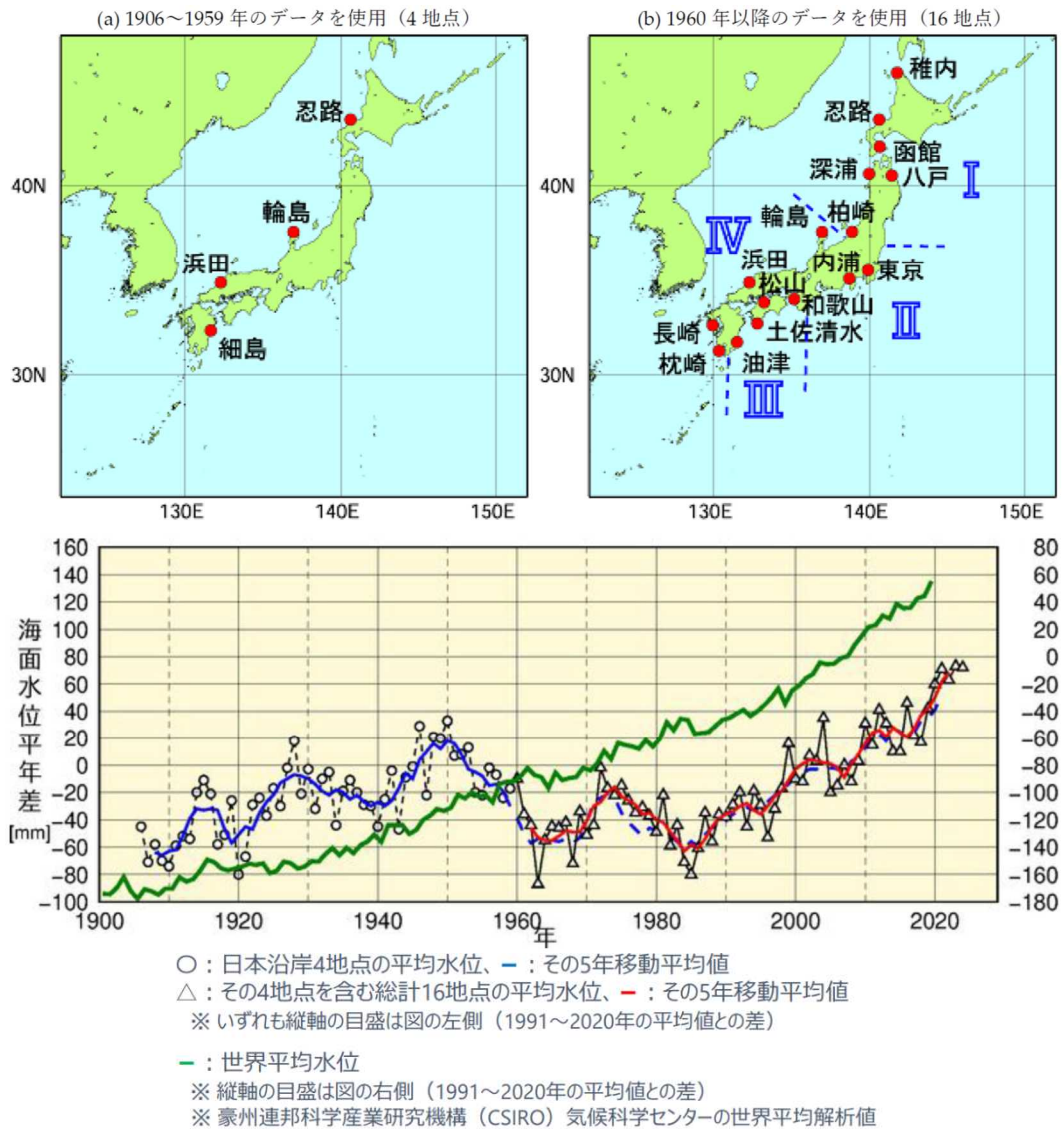 (a) 1906～1959 年のデータを使用（4 地点）
(b) 1960 年以降のデータを使用（16 地点）
忍路
輪島
浜田
細島
40N
30N
130E
140E
150E
稚内
忍路
函館
深浦
八戸
I
輪島
柏崎
IV
浜田
内浦
東京
松山
和歌山
II
長崎
土佐清水
枕崎
油津
III
40N
30N
130E
140E
150E
海面水位平年差
[mm]
160
140
120
100
80
60
40
20
0
−20
−40
−60
−80
−100
80
60
40
20
0
−20
−40
−60
−80
−100
−120
−140
−160
−180
1900
1920
1940
1960
1980
2000
2020
年
○：日本沿岸4地点の平均水位、－：その5年移動平均値
△：その4地点を含む総計16地点の平均水位、－：その5年移動平均値
※ いずれも縦軸の目盛は図の左側（1991～2020年の平均値との差）
－：世界平均水位
※ 縦軸の目盛は図の右側（1991～2020年の平均値との差）
※ 豪州連邦科学産業研究機構（CSIRO）気候科学センターの世界平均解析値